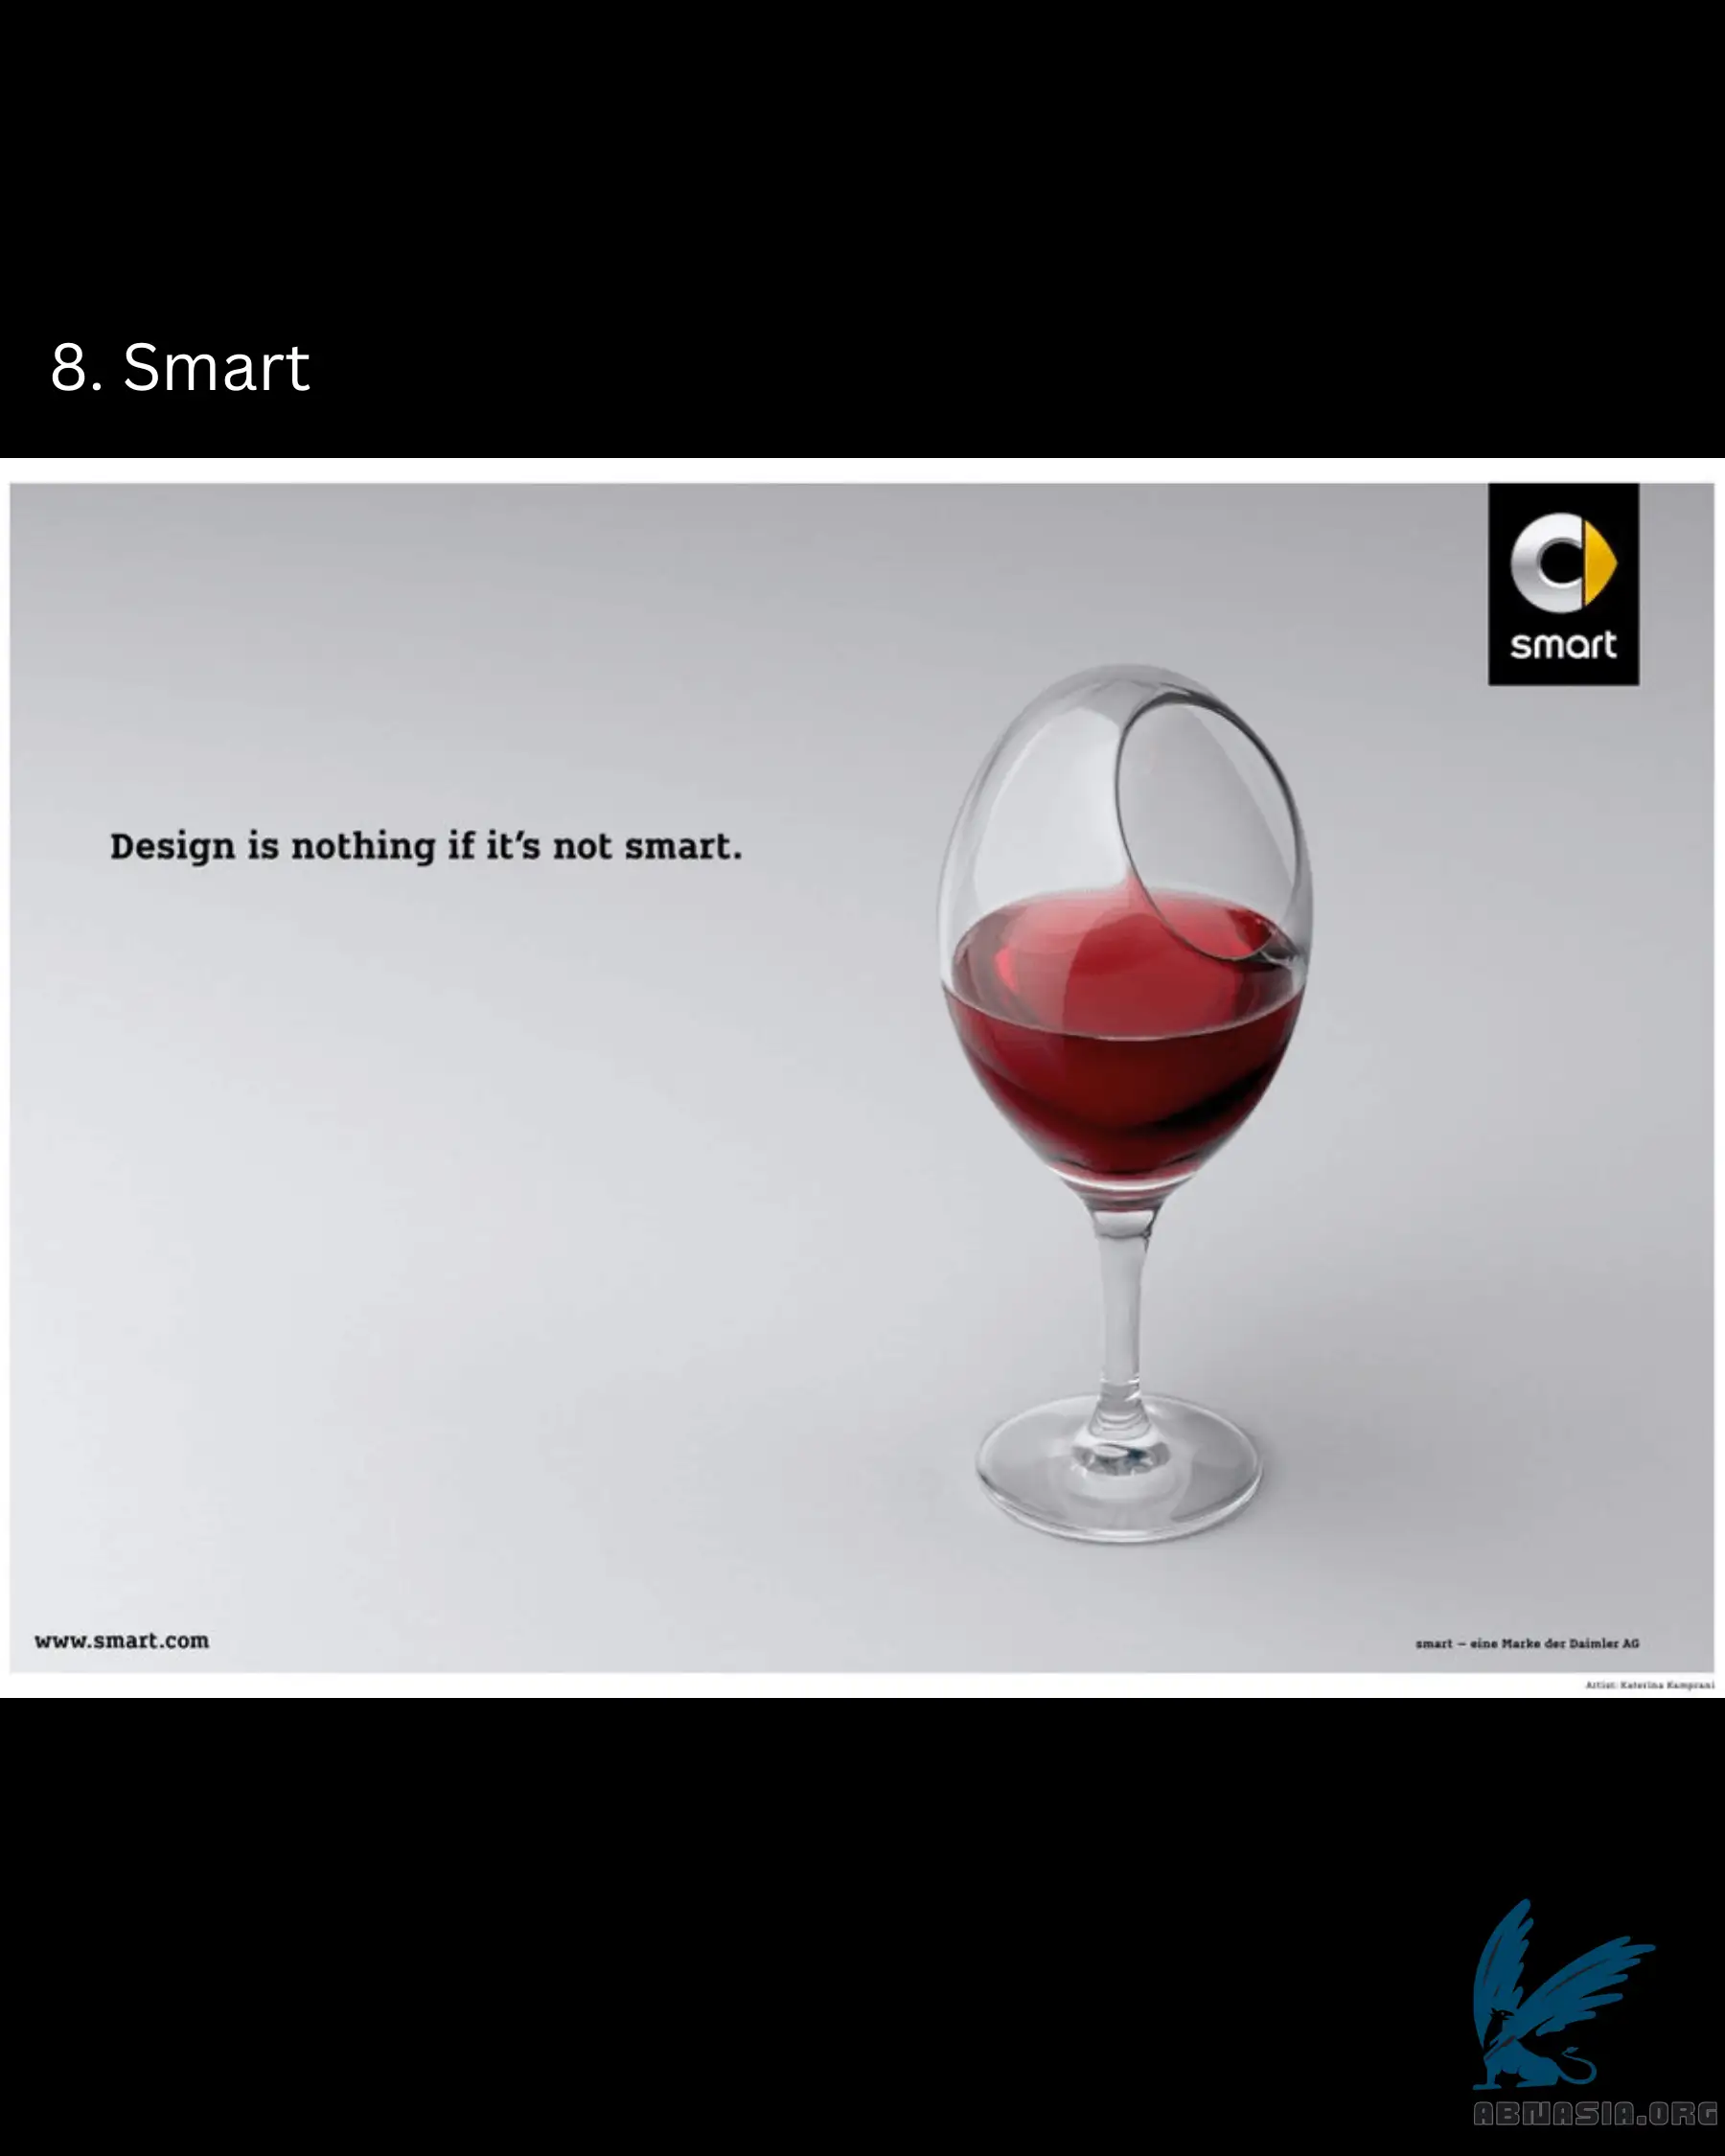 8. Smart
smart
Design is nothing if it's not smart.
www.smart.com
smart – eine Marke der Daimler AG
Artist: Katerina Kamprani
ABNASIA.ORG